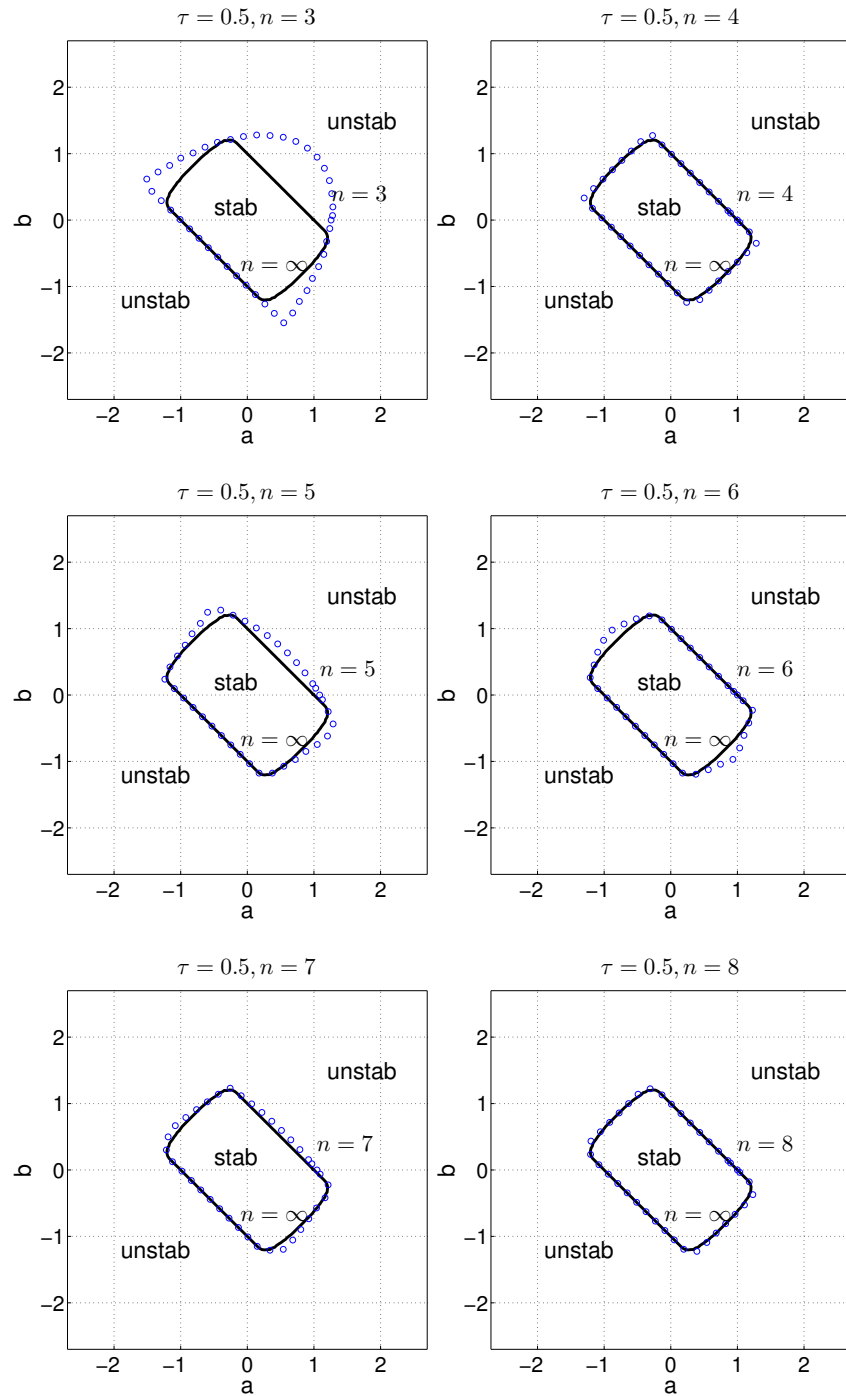 τ = 0.5, n = 3
2
1
0
−1
−2
b
unstab
n = 3
stab
n = ∞
unstab
−2 −1 0 1 2
a
τ = 0.5, n = 4
2
1
0
−1
−2
b
unstab
n = 4
stab
n = ∞
unstab
−2 −1 0 1 2
a
τ = 0.5, n = 5
2
1
0
−1
−2
b
unstab
n = 5
stab
n = ∞
unstab
−2 −1 0 1 2
a
τ = 0.5, n = 6
2
1
0
−1
−2
b
unstab
n = 6
stab
n = ∞
unstab
−2 −1 0 1 2
a
τ = 0.5, n = 7
2
1
0
−1
−2
b
unstab
n = 7
stab
n = ∞
unstab
−2 −1 0 1 2
a
τ = 0.5, n = 8
2
1
0
−1
−2
b
unstab
n = 8
stab
n = ∞
unstab
−2 −1 0 1 2
a